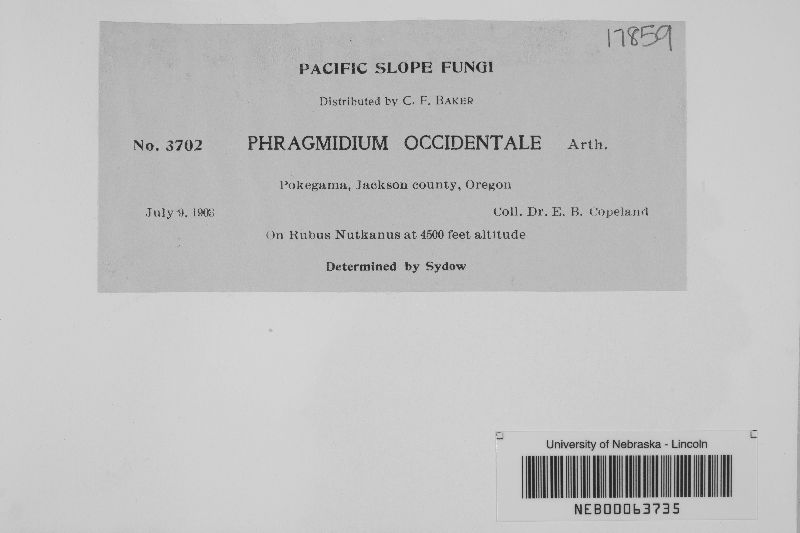 17859
PACIFIC SLOPE FUNGI
Distributed by C. F. BAKER
No. 3702 PHRAGMIDIUM OCCIDENTALE Arth.
Pokegama, Jackson county, Oregon
July 9, 1903 Coll. Dr. E. B. Copeland
On Rubus Nutkanus at 4500 feet altitude
Determined by Sydow
University of Nebraska - Lincoln
NEB00063735